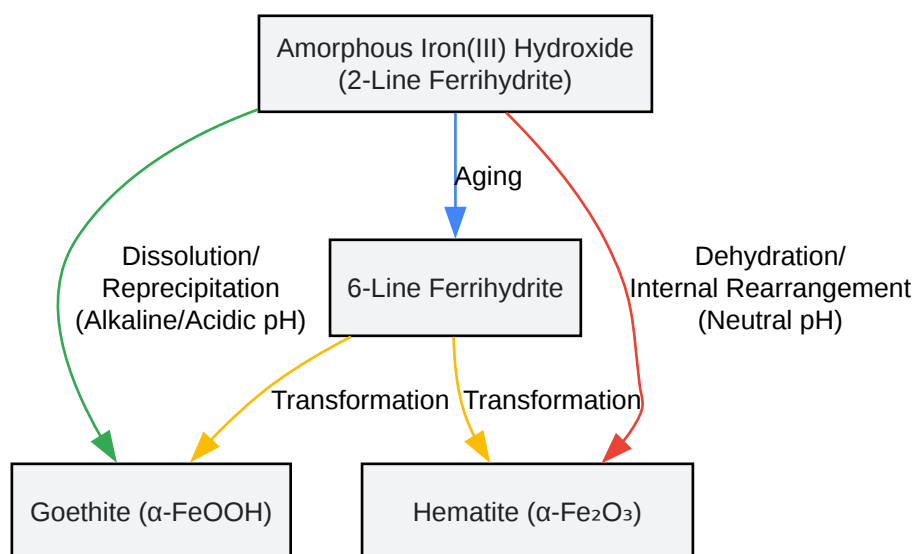 Amorphous Iron(III) Hydroxide
(2-Line Ferrihydrite)
Aging
Dissolution/
Reprecipitation
(Alkaline/Acidic pH)
6-Line Ferrihydrite
Dehydration/
Internal Rearrangement
(Neutral pH)
Transformation
Transformation
Goethite (α-FeOOH)
Hematite (α-Fe₂O₃)